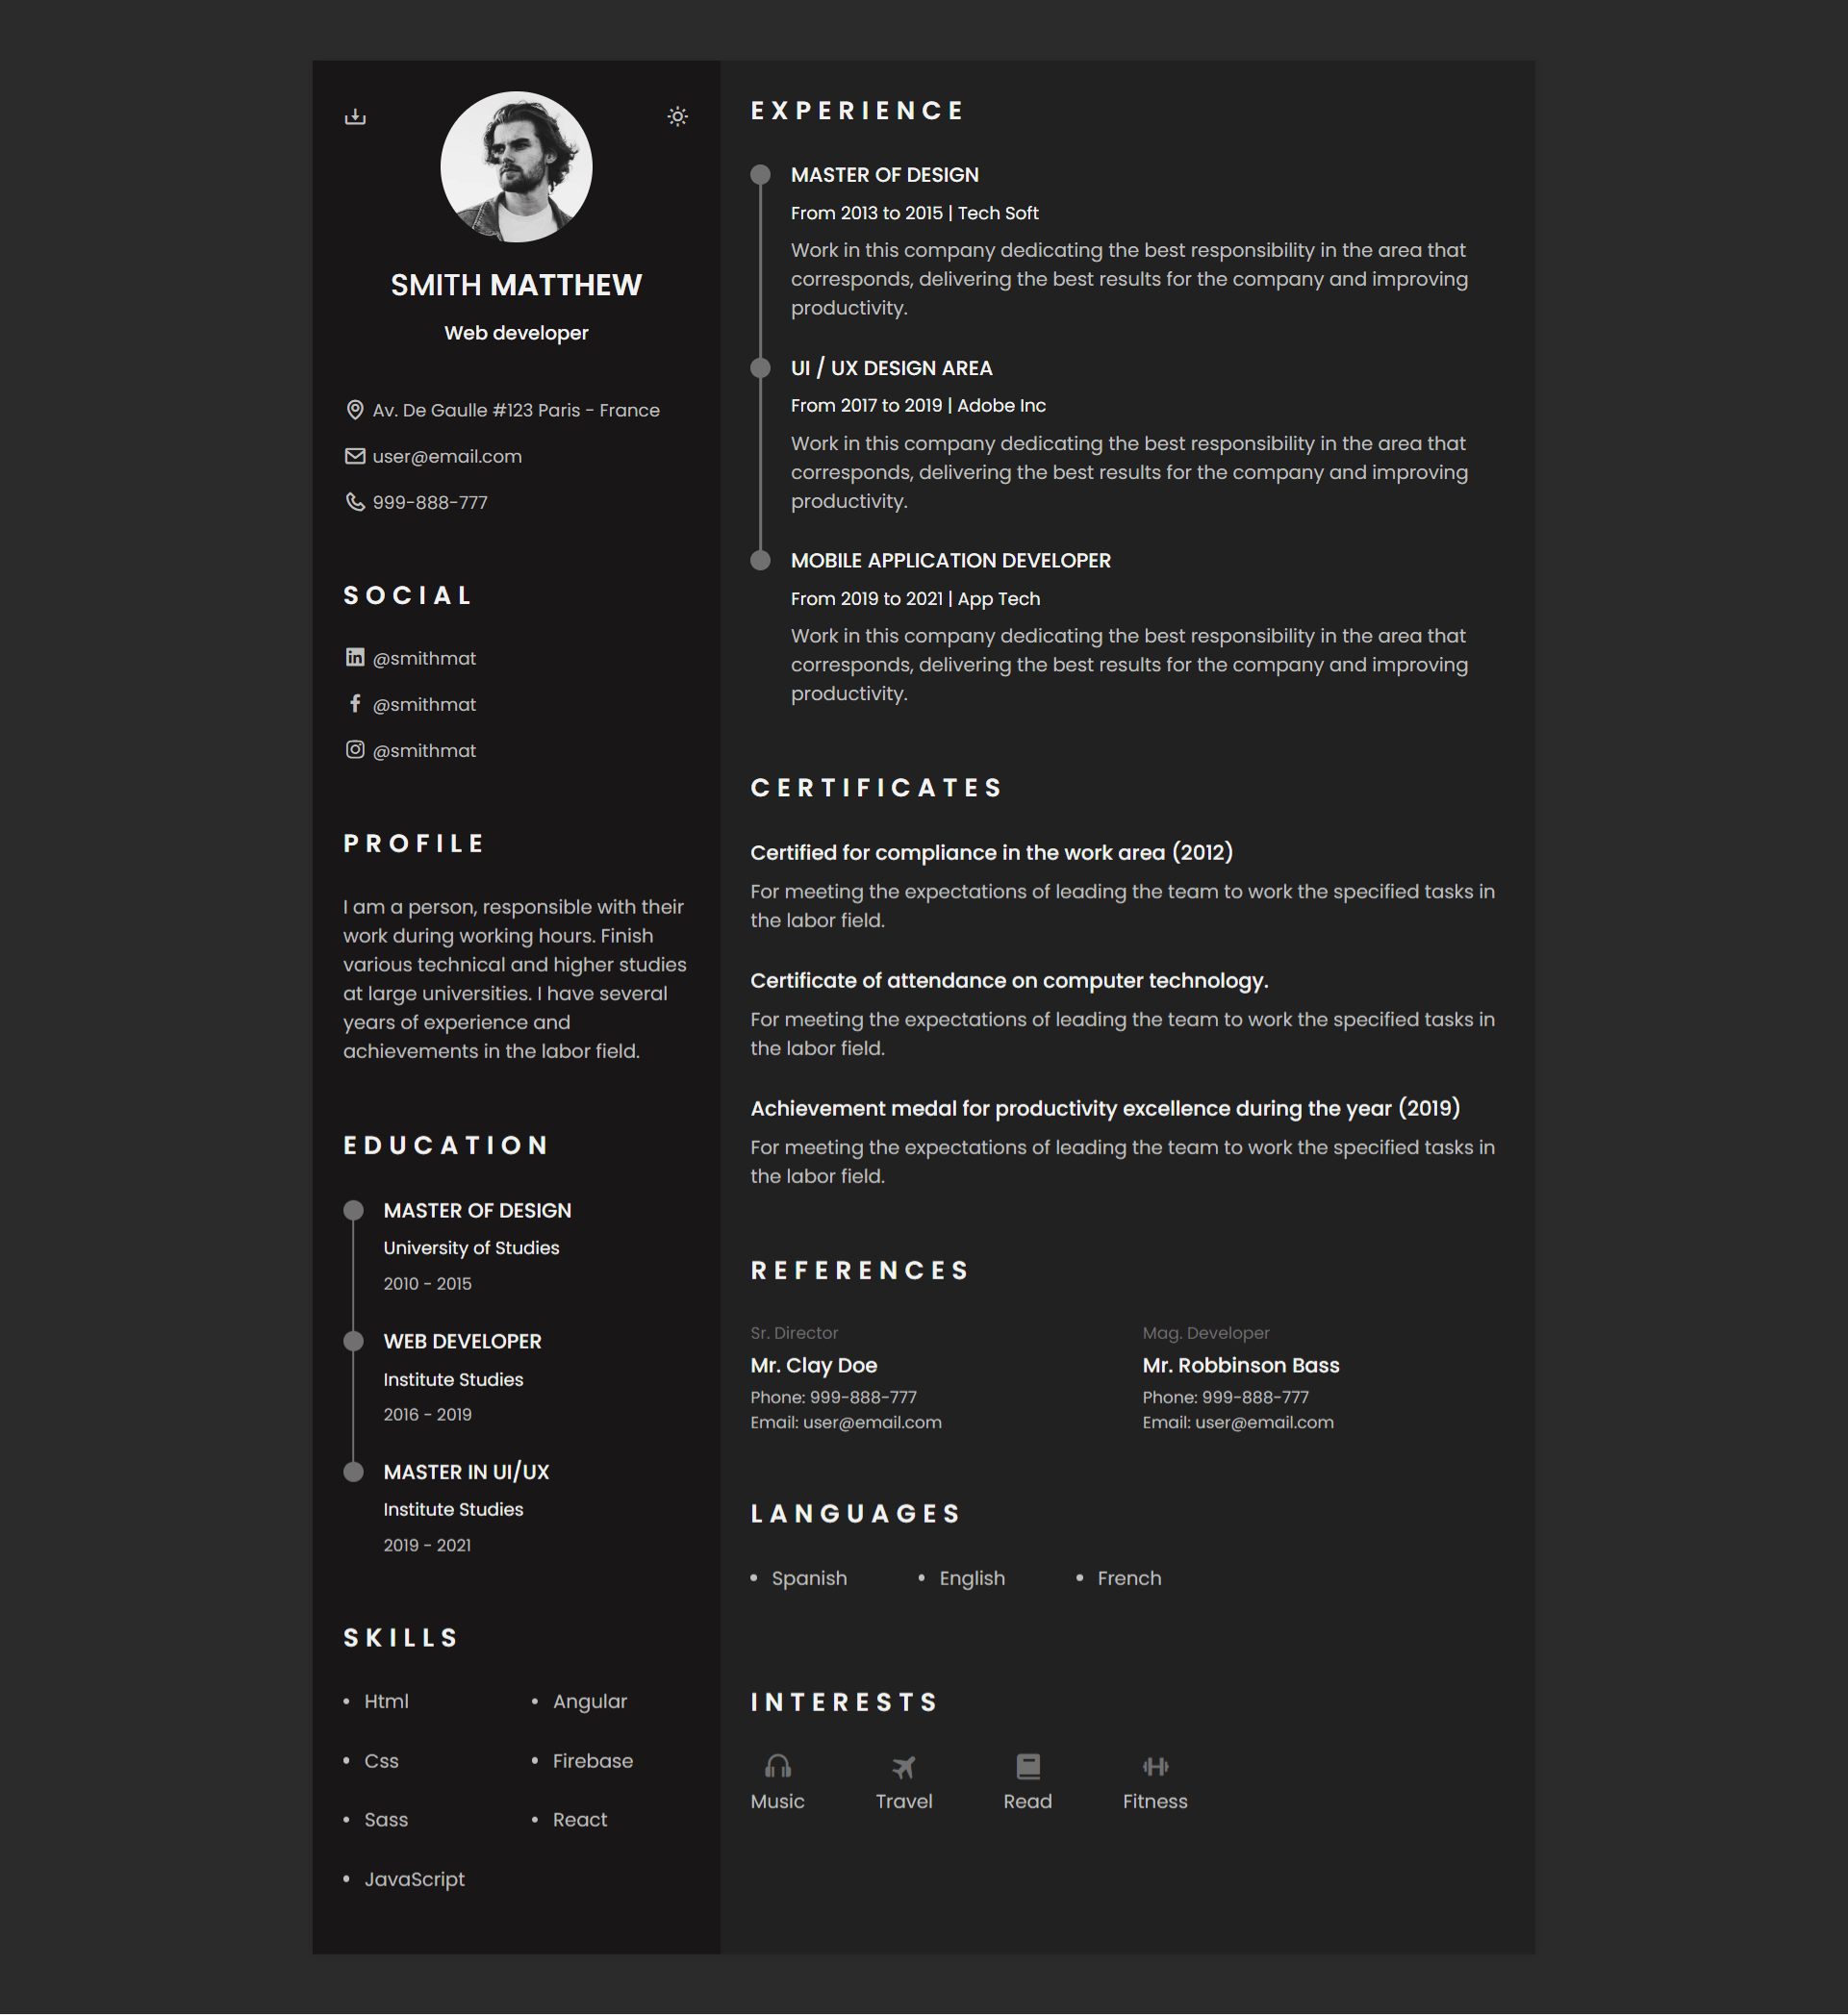 SMITH MATTHEW
Web developer
Av. De Gaulle #123 Paris - France
user@email.com
999-888-777
SOCIAL
@smithmat
@smithmat
@smithmat
PROFILE
I am a person, responsible with their
work during working hours. Finish
various technical and higher studies
at large universities. I have several
years of experience and
achievements in the labor field.
EDUCATION
MASTER OF DESIGN
University of Studies
2010 - 2015
WEB DEVELOPER
Institute Studies
2016 - 2019
MASTER IN UI/UX
Institute Studies
2019 - 2021
SKILLS
• Html
• Css
• Sass
• JavaScript
• Angular
• Firebase
• React
EXPERIENCE
MASTER OF DESIGN
From 2013 to 2015 | Tech Soft
Work in this company dedicating the best responsibility in the area that
corresponds, delivering the best results for the company and improving
productivity.
UI / UX DESIGN AREA
From 2017 to 2019 | Adobe Inc
Work in this company dedicating the best responsibility in the area that
corresponds, delivering the best results for the company and improving
productivity.
MOBILE APPLICATION DEVELOPER
From 2019 to 2021 | App Tech
Work in this company dedicating the best responsibility in the area that
corresponds, delivering the best results for the company and improving
productivity.
CERTIFICATES
Certified for compliance in the work area (2012)
For meeting the expectations of leading the team to work the specified tasks in
the labor field.
Certificate of attendance on computer technology.
For meeting the expectations of leading the team to work the specified tasks in
the labor field.
Achievement medal for productivity excellence during the year (2019)
For meeting the expectations of leading the team to work the specified tasks in
the labor field.
REFERENCES
Sr. Director
Mr. Clay Doe
Phone: 999-888-777
Email: user@email.com
Mag. Developer
Mr. Robbinson Bass
Phone: 999-888-777
Email: user@email.com
LANGUAGES
• Spanish • English • French
INTERESTS
Music Travel Read Fitness